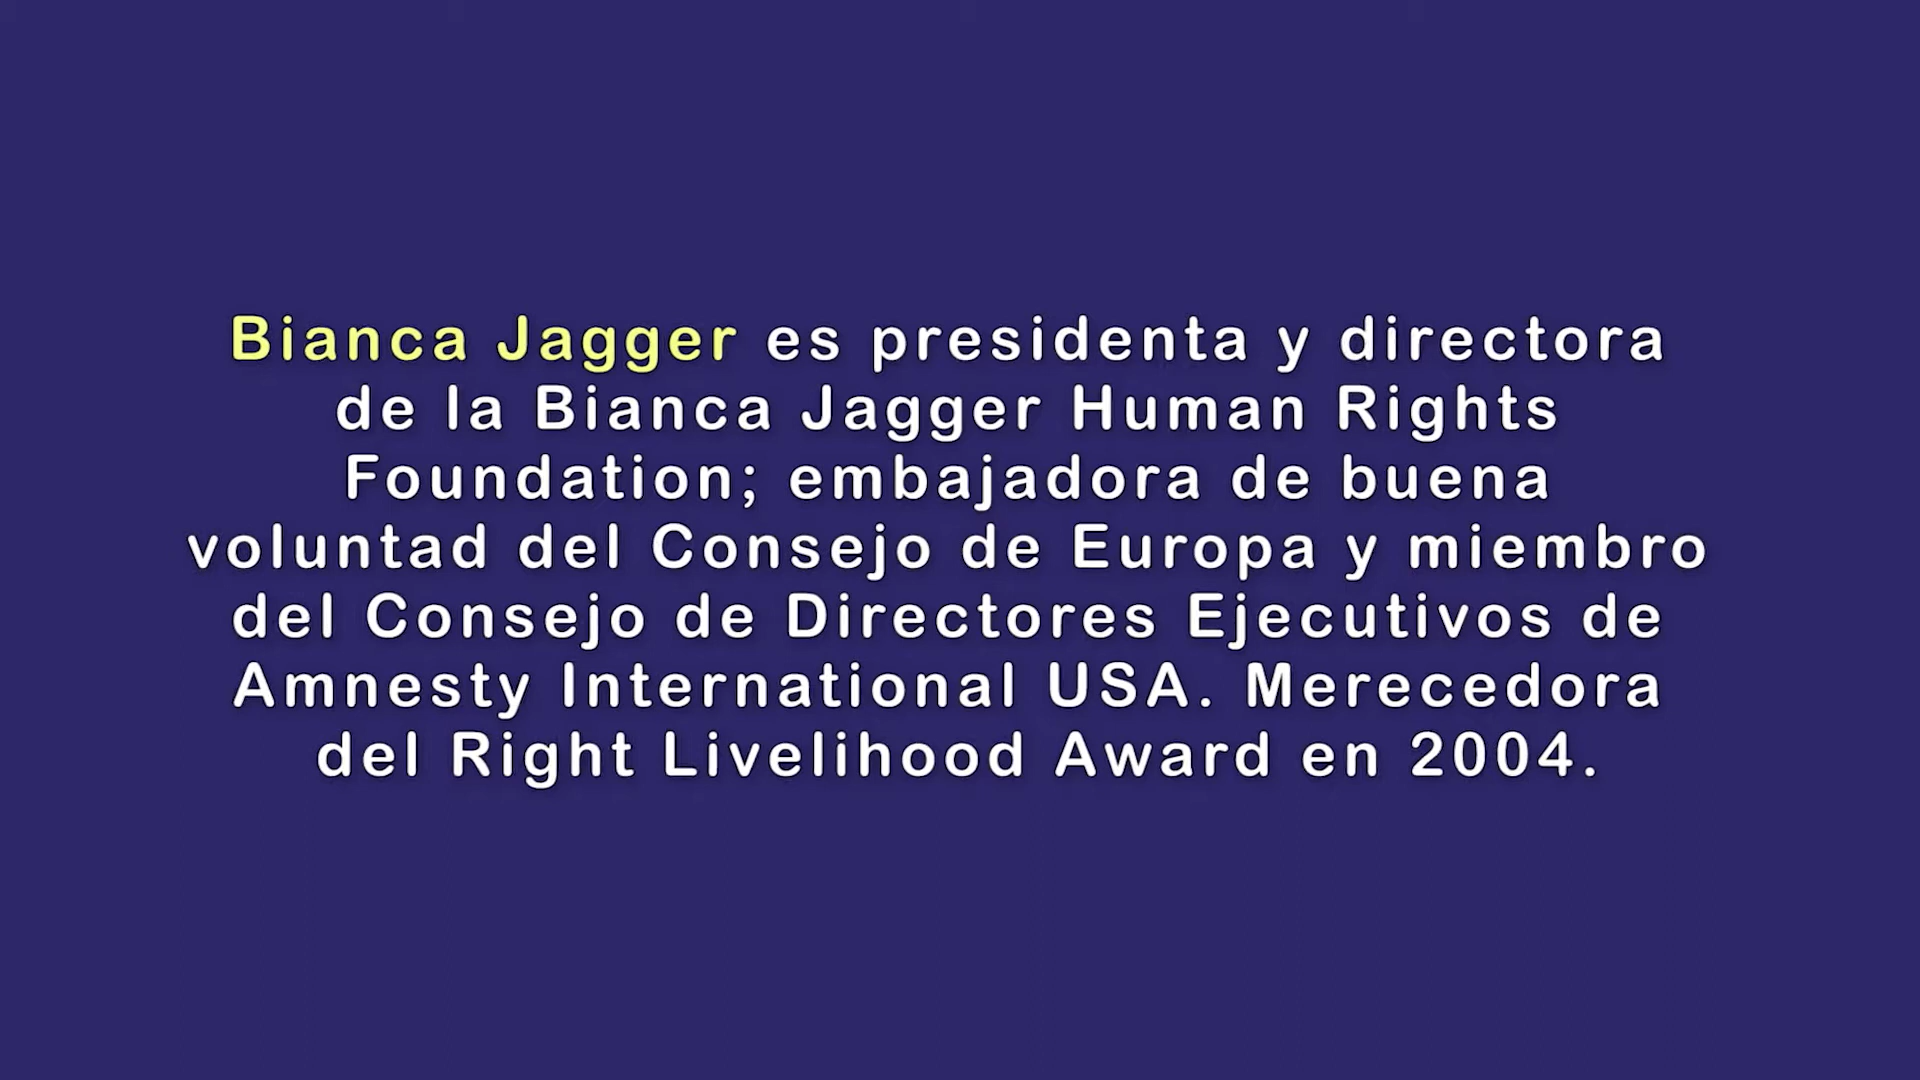 Bianca Jagger es presidenta y directora
de la Bianca Jagger Human Rights
Foundation; embajadora de buena
voluntad del Consejo de Europa y miembro
del Consejo de Directores Ejecutivos de
Amnesty International USA. Merecedora
del Right Livelihood Award en 2004.